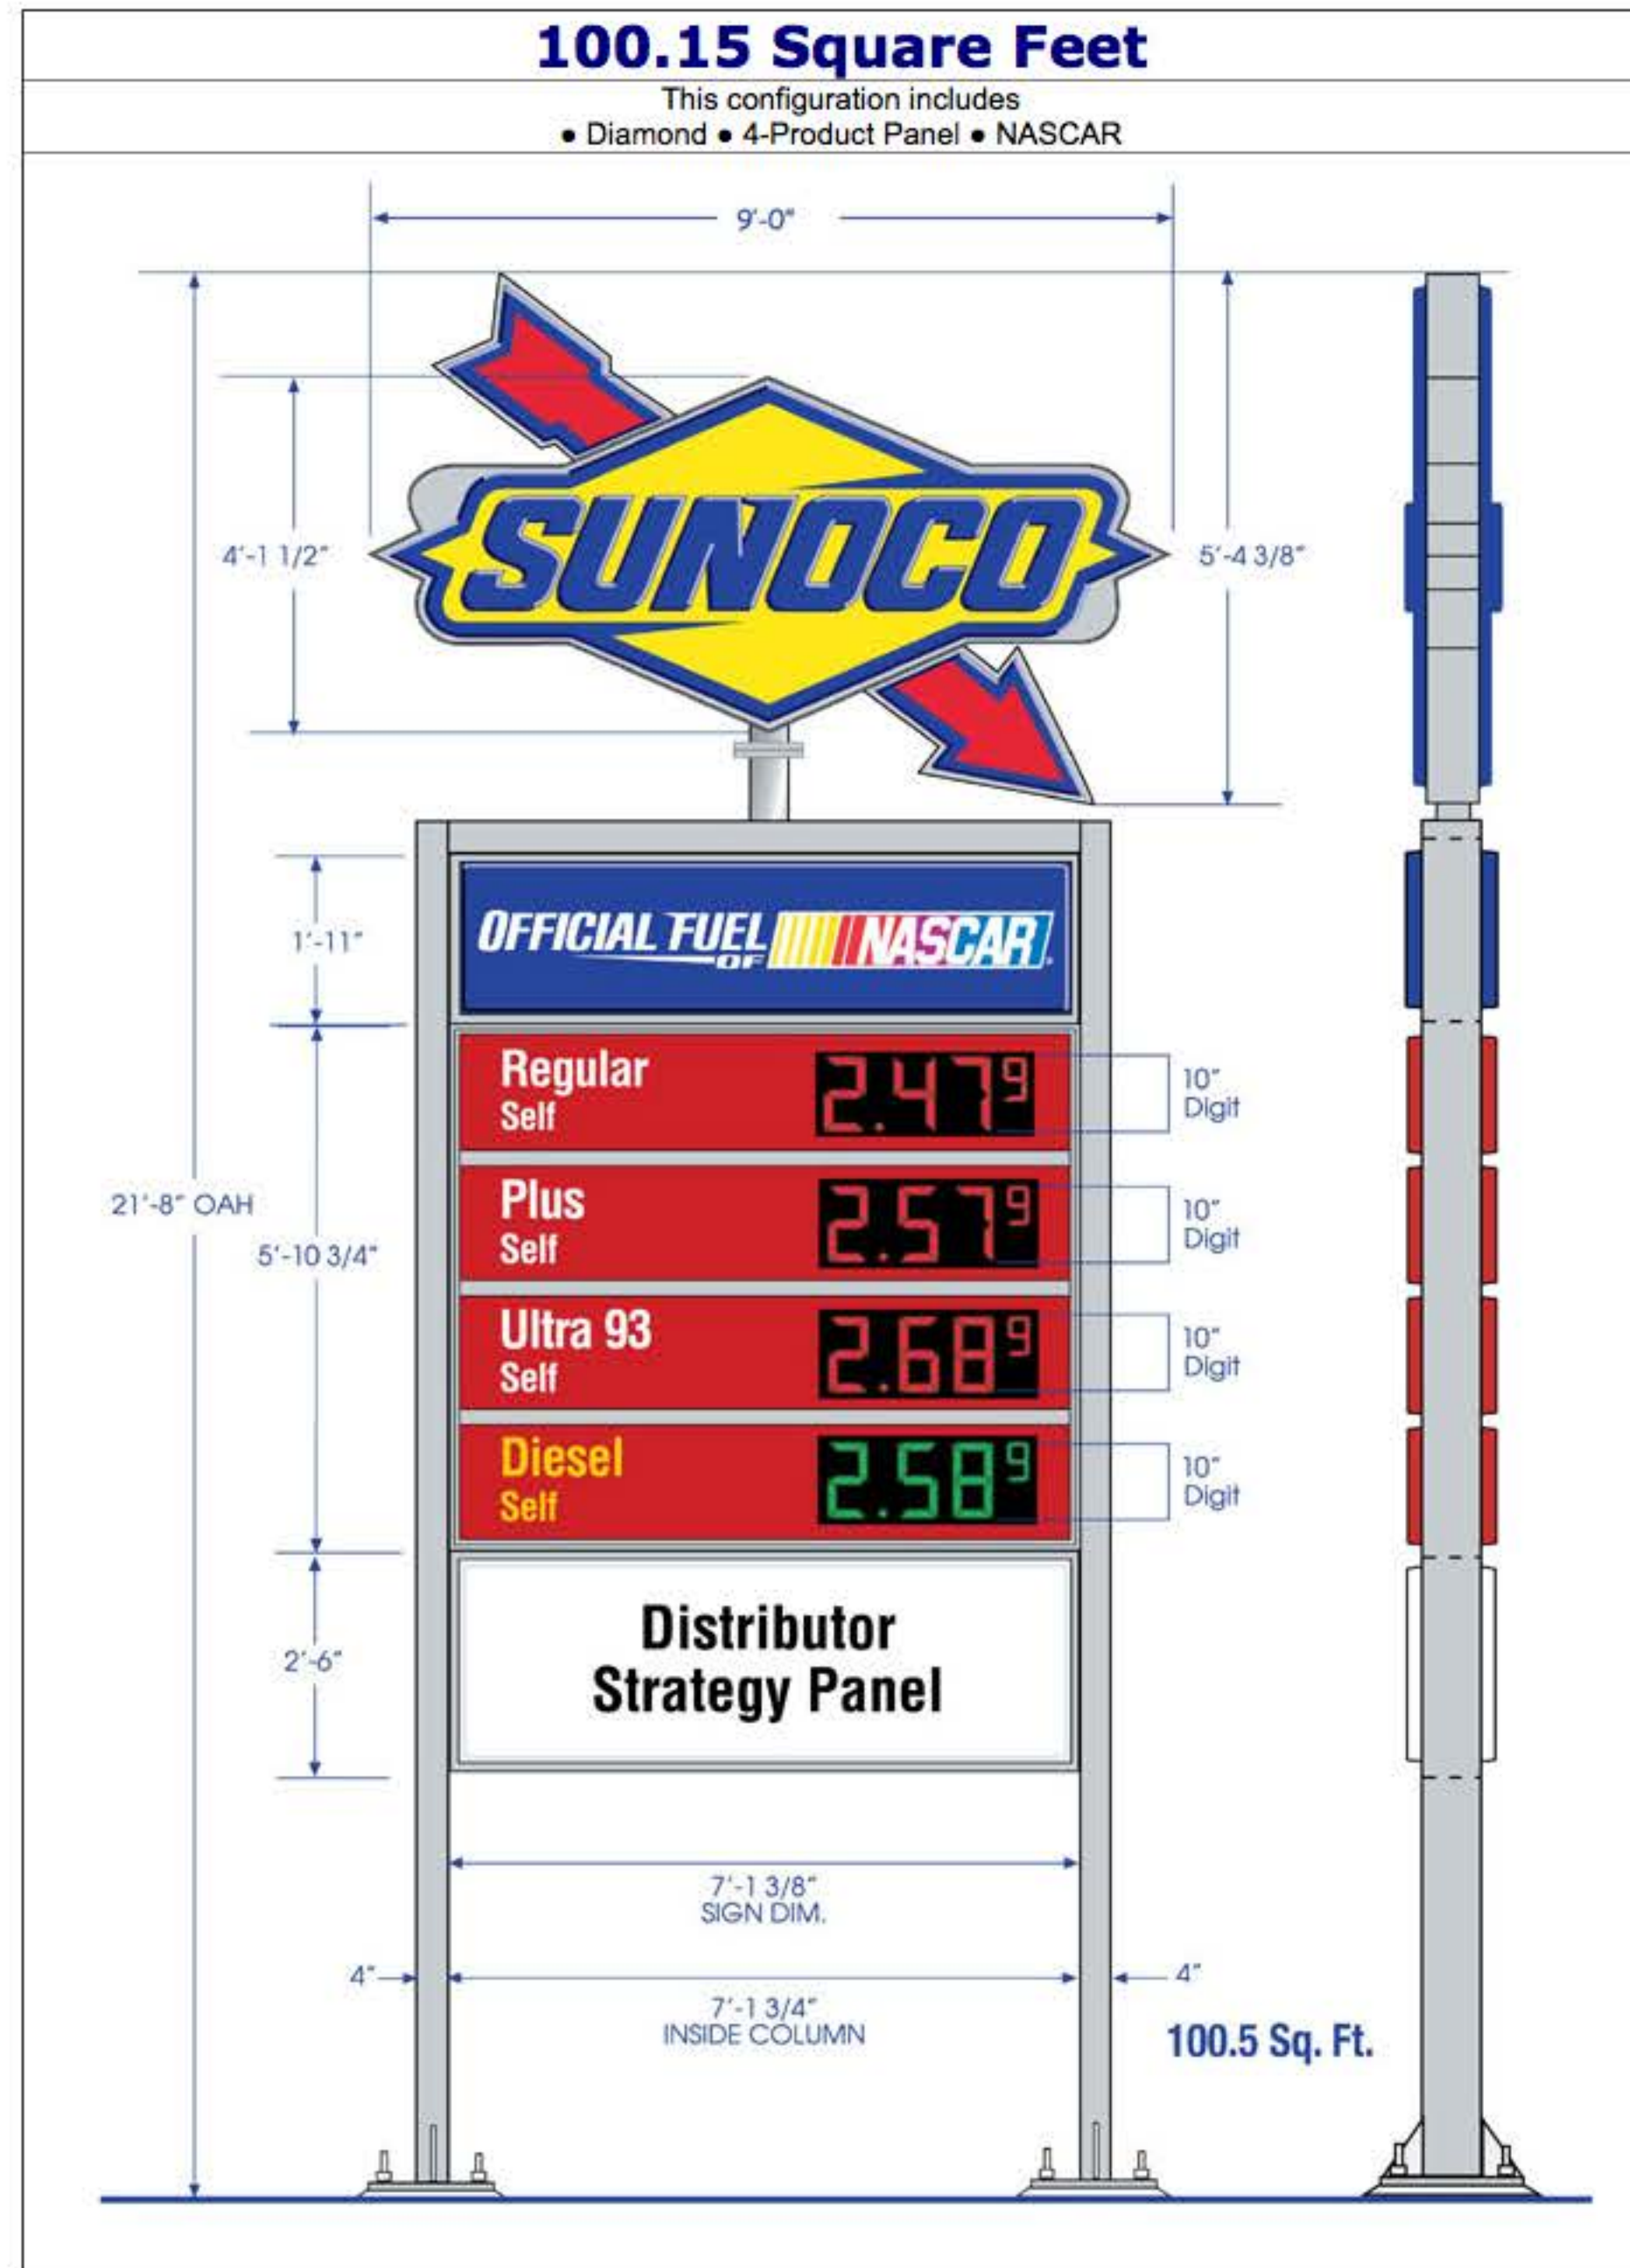 100.15 Square Feet
This configuration includes
● Diamond ● 4-Product Panel ● NASCAR
9'-0"
4'-1 1/2"
SUNOCO
5'-4 3/8"
1'-11"
OFFICIAL FUEL
OF
NASCAR
Regular
Self
2.47 9
10"
Digit
21'-8" OAH
5'-10 3/4"
Plus
Self
2.57 9
10"
Digit
Ultra 93
Self
2.68 9
10"
Digit
Diesel
Self
2.58 9
10"
Digit
2'-6"
Distributor
Strategy Panel
7'-1 3/8"
SIGN DIM.
4"
4"
7'-1 3/4"
INSIDE COLUMN
100.5 Sq. Ft.